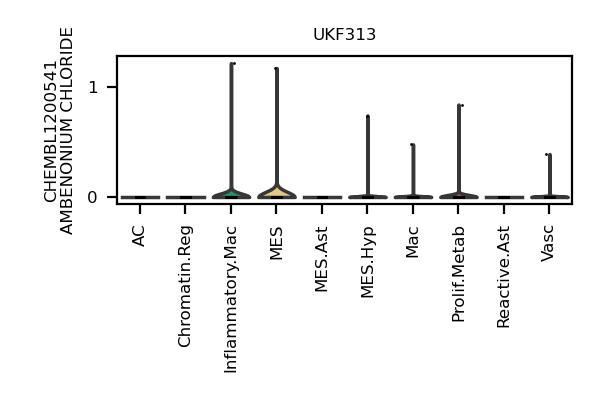 UKF313
CHEMBL1200541
AMBENONIUM CHLORIDE
1
0
AC
Chromatin.Reg
Inflammatory.Mac
MES
MES.Ast
MES.Hyp
Mac
Prolif.Metab
Reactive.Ast
Vasc